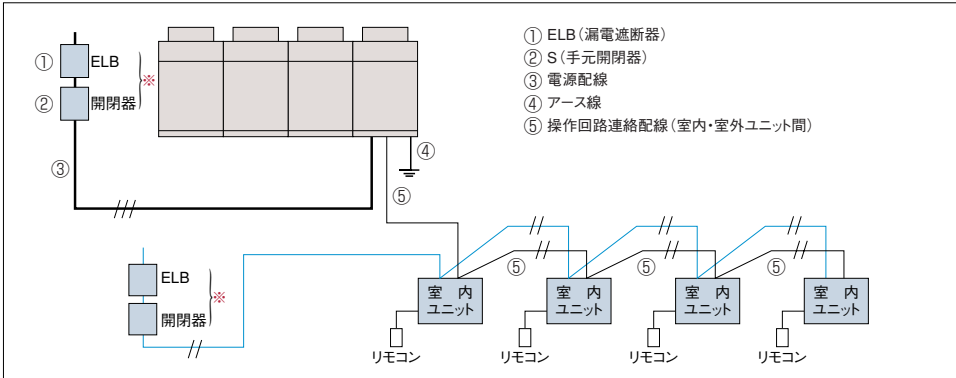 ① ELB
② 開閉器
※
③
④
⑤
① ELB(漏電遮断器)
② S(手元開閉器)
③ 電源配線
④ アース線
⑤ 操作回路連絡配線(室内・室外ユニット間)
ELB
開閉器
※
⑤ ⑤ ⑤
室 内
ユニット
室 内
ユニット
室 内
ユニット
室 内
ユニット
リモコン リモコン リモコン リモコン